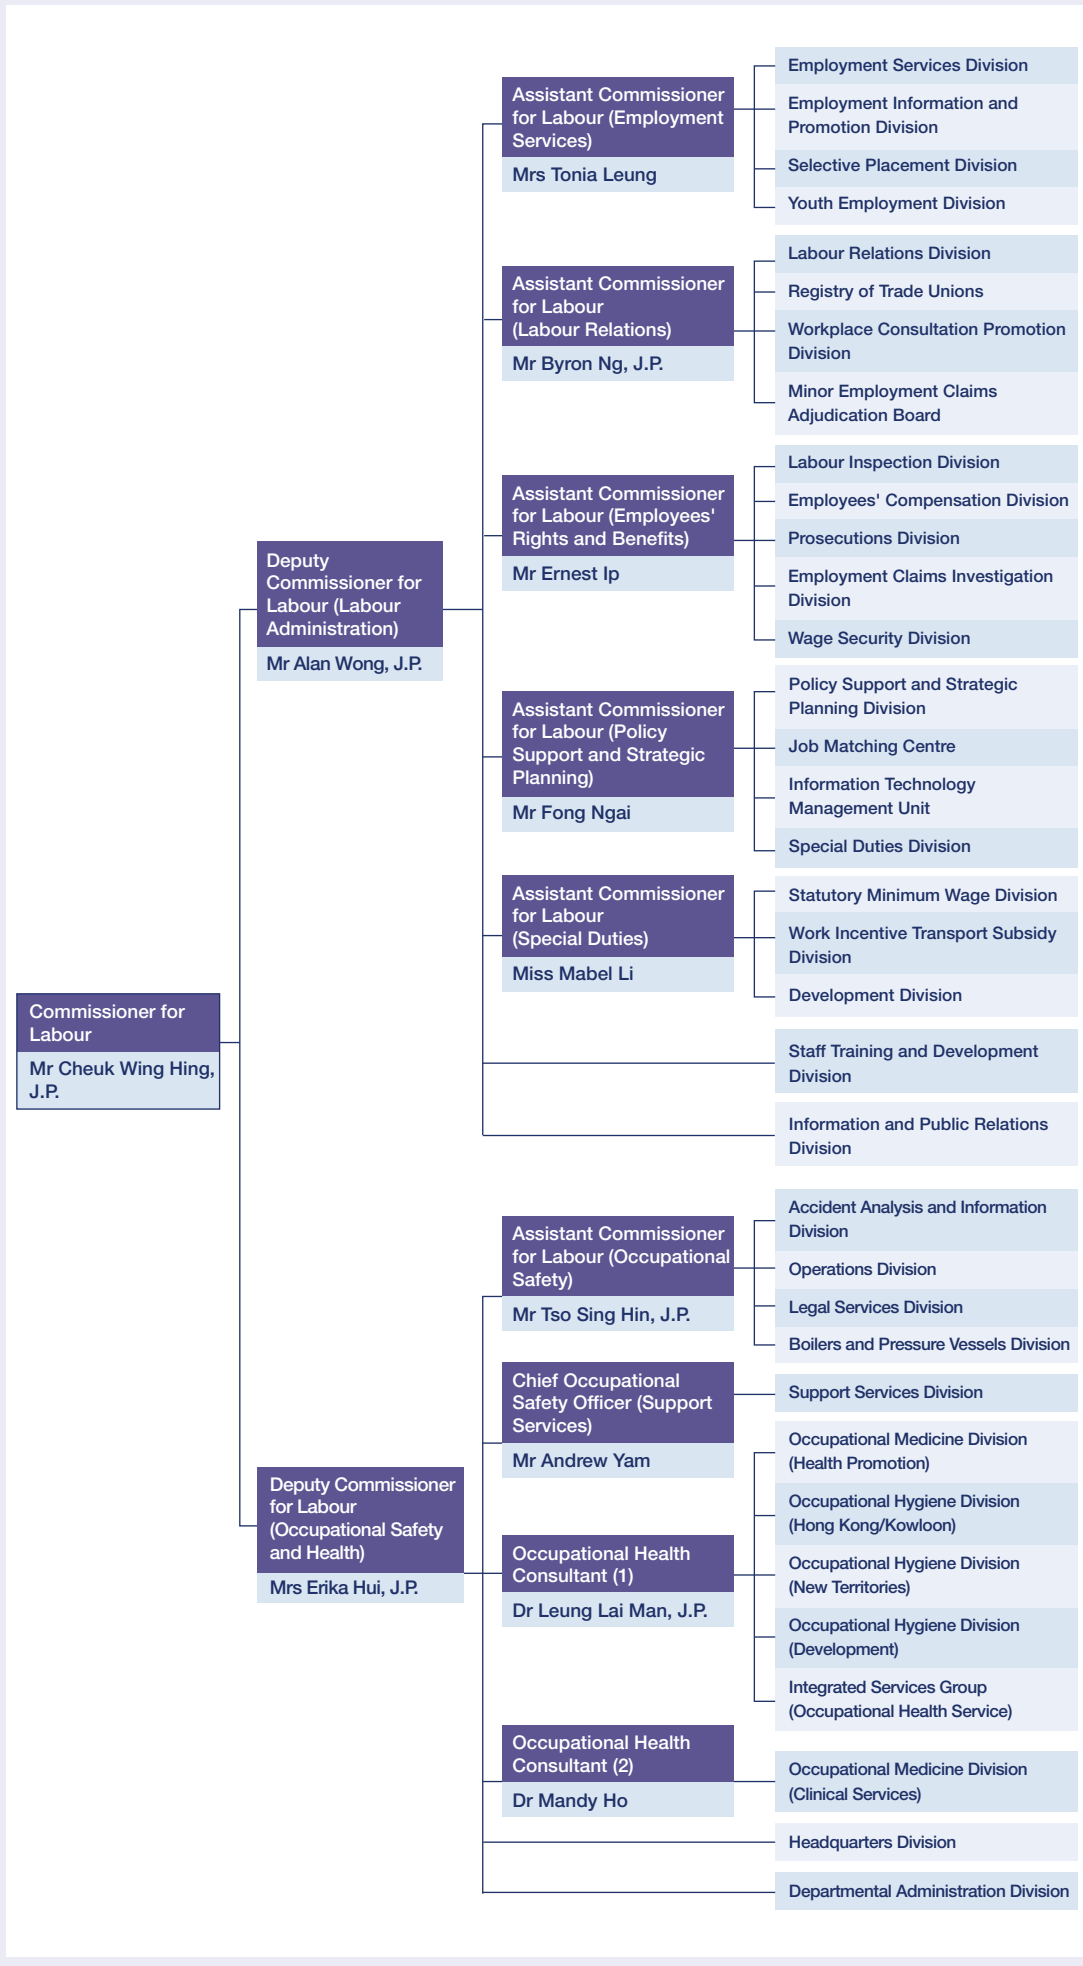 Commissioner for
Labour
Mr Cheuk Wing Hing,
J.P.
Deputy
Commissioner for
Labour (Labour
Administration)
Mr Alan Wong, J.P.
Assistant Commissioner
for Labour (Employment
Services)
Mrs Tonia Leung
Employment Services Division
Employment Information and
Promotion Division
Selective Placement Division
Youth Employment Division
Assistant Commissioner
for Labour
(Labour Relations)
Mr Byron Ng, J.P.
Labour Relations Division
Registry of Trade Unions
Workplace Consultation Promotion
Division
Minor Employment Claims
Adjudication Board
Assistant Commissioner
for Labour (Employees'
Rights and Benefits)
Mr Ernest Ip
Labour Inspection Division
Employees' Compensation Division
Prosecutions Division
Employment Claims Investigation
Division
Wage Security Division
Assistant Commissioner
for Labour (Policy
Support and Strategic
Planning)
Mr Fong Ngai
Policy Support and Strategic
Planning Division
Job Matching Centre
Information Technology
Management Unit
Special Duties Division
Assistant Commissioner
for Labour
(Special Duties)
Miss Mabel Li
Statutory Minimum Wage Division
Work Incentive Transport Subsidy
Division
Development Division
Staff Training and Development
Division
Information and Public Relations
Division
Deputy Commissioner
for Labour
(Occupational Safety
and Health)
Mrs Erika Hui, J.P.
Assistant Commissioner
for Labour (Occupational
Safety)
Mr Tso Sing Hin, J.P.
Accident Analysis and Information
Division
Operations Division
Legal Services Division
Boilers and Pressure Vessels Division
Chief Occupational
Safety Officer (Support
Services)
Mr Andrew Yam
Support Services Division
Occupational Health
Consultant (1)
Dr Leung Lai Man, J.P.
Occupational Medicine Division
(Health Promotion)
Occupational Hygiene Division
(Hong Kong/Kowloon)
Occupational Hygiene Division
(New Territories)
Occupational Hygiene Division
(Development)
Integrated Services Group
(Occupational Health Service)
Occupational Health
Consultant (2)
Dr Mandy Ho
Occupational Medicine Division
(Clinical Services)
Headquarters Division
Departmental Administration Division